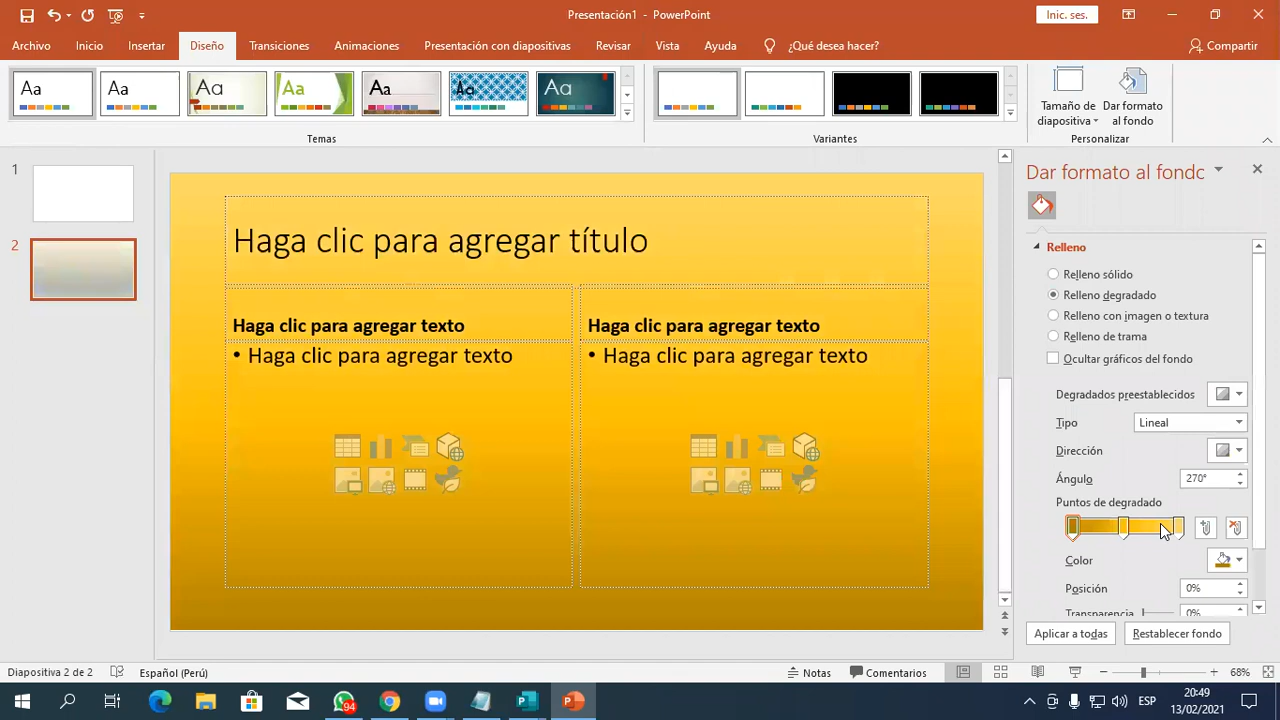 Presentación1 - PowerPoint
Inic. ses.
Archivo Inicio Insertar Diseño Transiciones Animaciones Presentación con diapositivas Revisar Vista Ayuda ¿Qué desea hacer? Compartir
Aa Aa Aa Aa Aa Aa Aa
Tamaño de diapositiva
Dar formato al fondo
Temas Variantes Personalizar
1
2
Haga clic para agregar título
Haga clic para agregar texto Haga clic para agregar texto
• Haga clic para agregar texto • Haga clic para agregar texto
Dar formato al fondo
Relleno
Relleno sólido
Relleno degradado
Relleno con imagen o textura
Relleno de trama
Ocultar gráficos del fondo
Degradados preestablecidos
Tipo Lineal
Dirección
Ángulo 270°
Puntos de degradado
Color
Posición 0%
Transparencia 0%
Aplicar a todas Restablecer fondo
Diapositiva 2 de 2 Español (Perú) Notas Comentarios 68%
94
ESP
20:49
13/02/2021